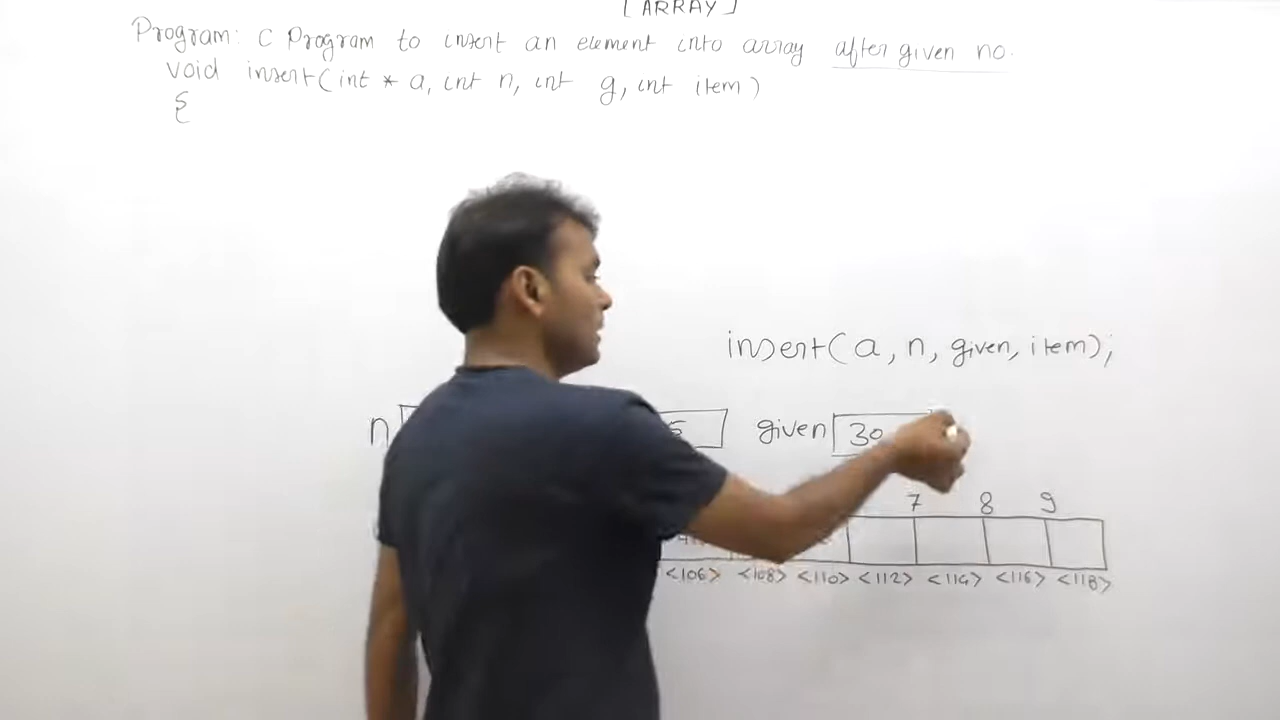 [ ARRAY ]
Program: C Program to insert an element into array after given no.
void insert(int * a, int n, int g, int item)
{
insert(a, n, given, item);
n 5 given 30
7 8 9
<106> <108> <110> <112> <114> <116> <118>